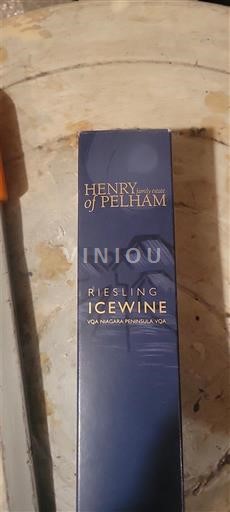 HENRY family estate
of PELHAM
VINIOU
RIESLING
ICEWINE
VQA NIAGARA PENINSULA VQA